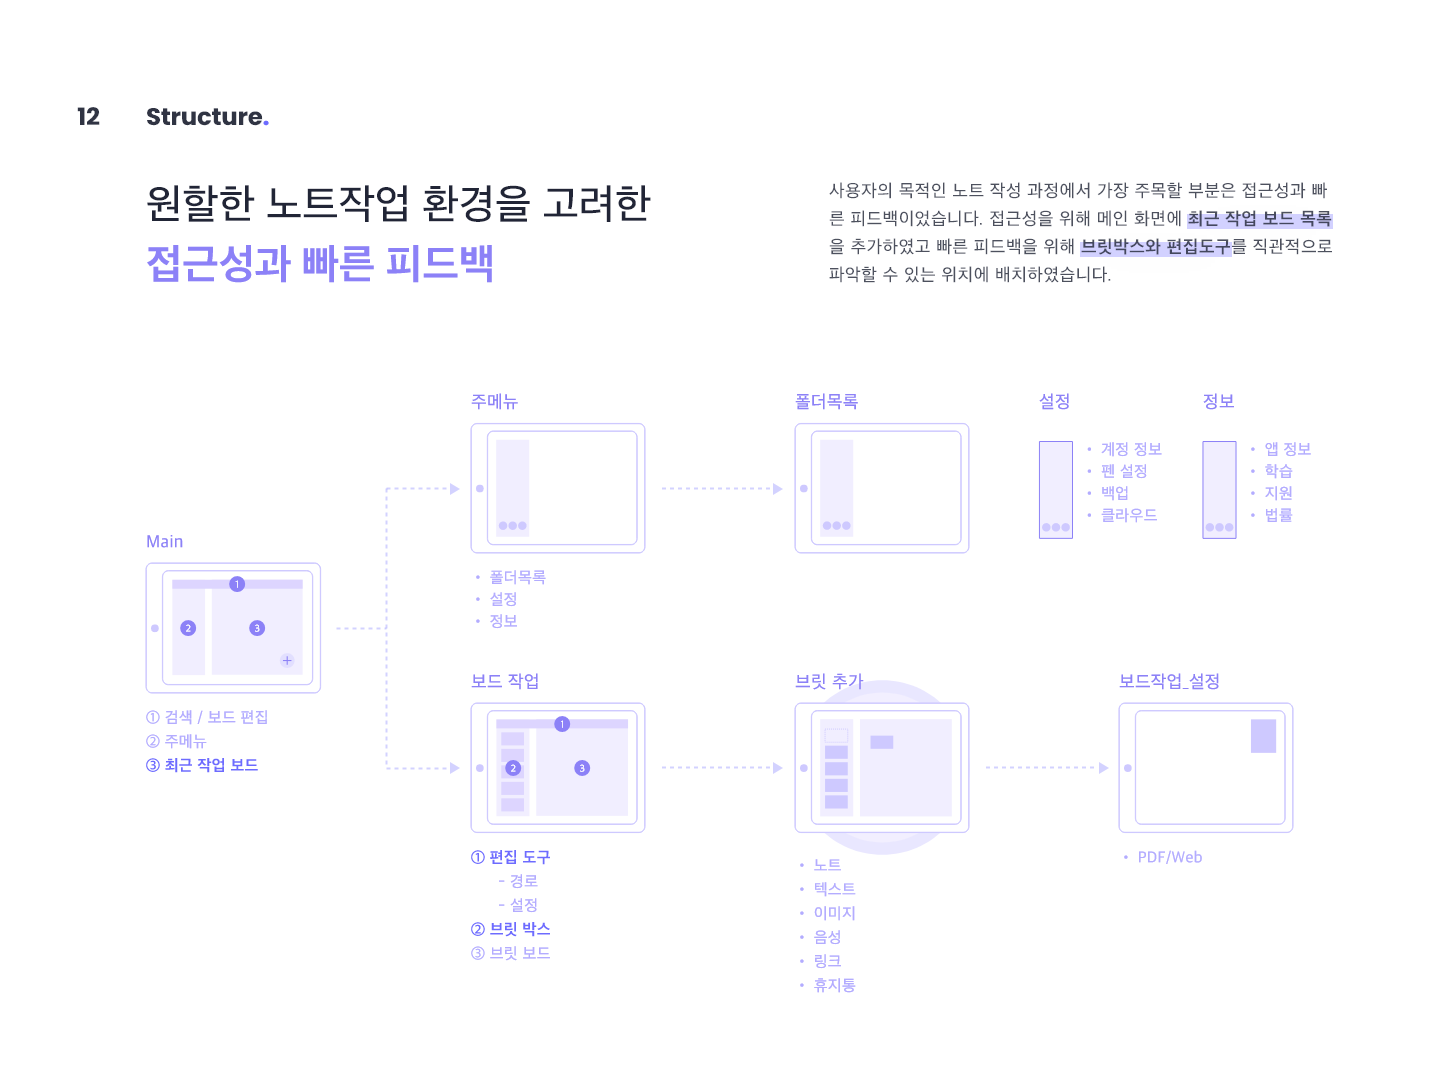 12 Structure.
원할한 노트작업 환경을 고려한
접근성과 빠른 피드백
사용자의 목적인 노트 작성 과정에서 가장 주목할 부분은 접근성과 빠
른 피드백이었습니다. 접근성을 위해 메인 화면에 최근 작업 보드 목록
을 추가하였고 빠른 피드백을 위해 브릿박스와 편집도구를 직관적으로
파악할 수 있는 위치에 배치하였습니다.
Main
1
2
3
+
① 검색 / 보드 편집
② 주메뉴
③ 최근 작업 보드
주메뉴
• 폴더목록
• 설정
• 정보
폴더목록
설정
• 계정 정보
• 펜 설정
• 백업
• 클라우드
정보
• 앱 정보
• 학습
• 지원
• 법률
보드 작업
1
2
3
① 편집 도구
- 경로
- 설정
② 브릿 박스
③ 브릿 보드
브릿 추가
• 노트
• 텍스트
• 이미지
• 음성
• 링크
• 휴지통
보드작업_설정
• PDF/Web